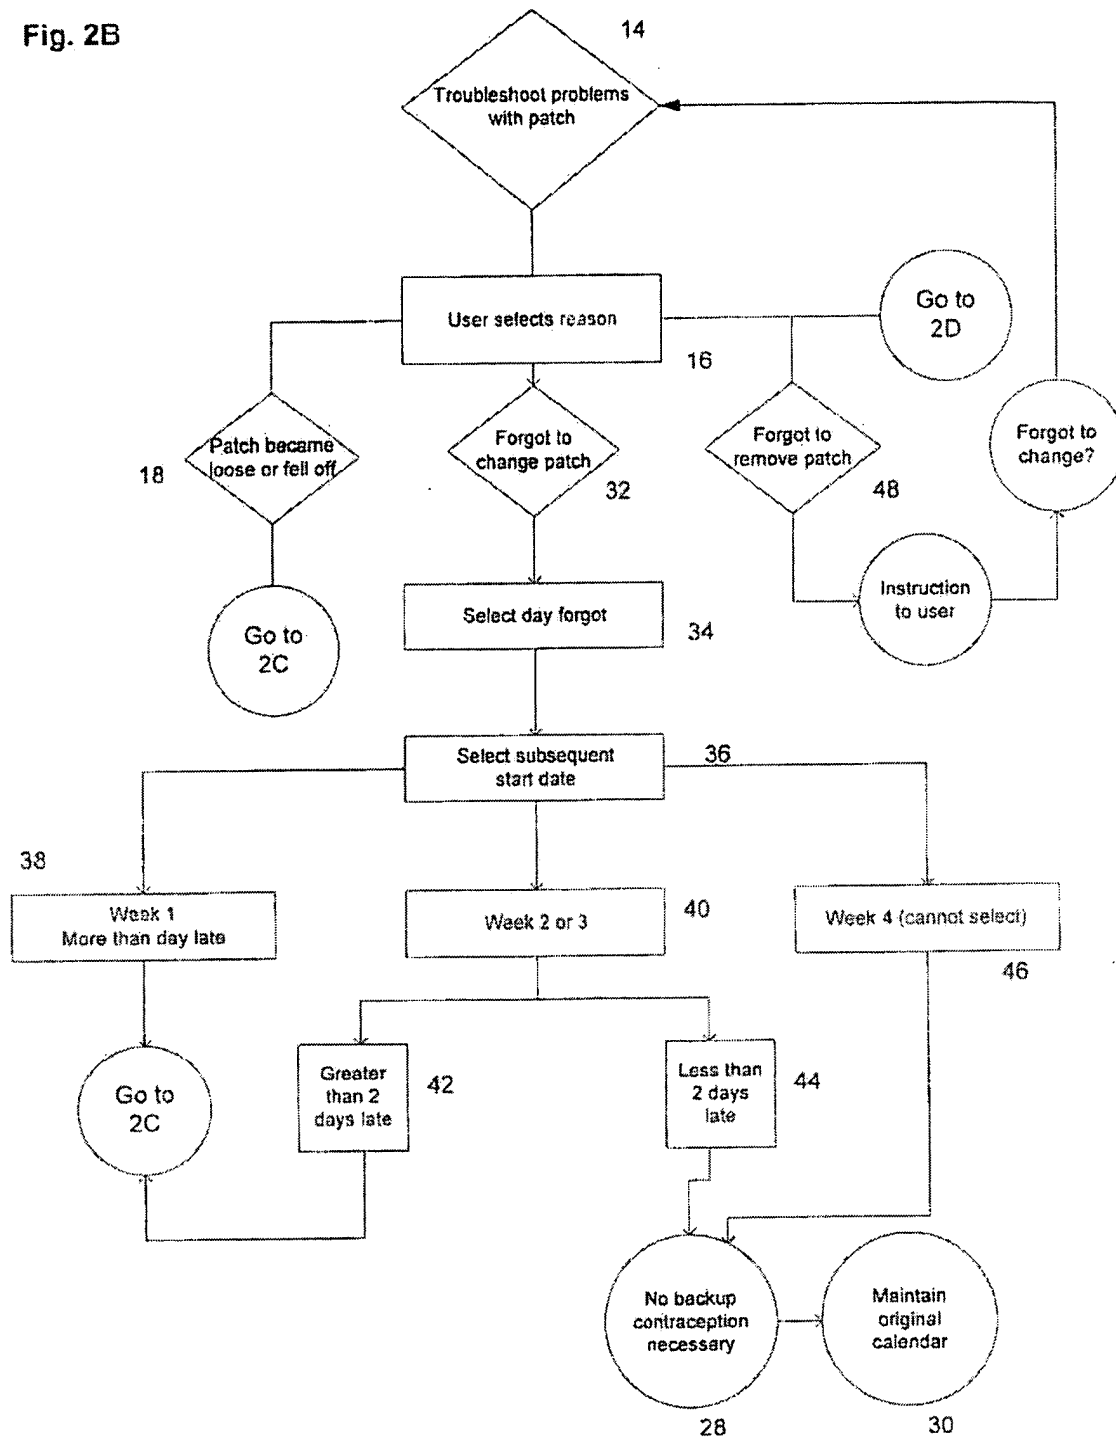 Fig. 2B
14
Troubleshoot problems
with patch
User selects reason
16
Go to
2D
Patch became
loose or fell off
18
Forgot to
change patch
32
Forgot to
remove patch
48
Forgot to
change?
Instruction
to user
Go to
2C
Select day forgot
34
Select subsequent
start date
36
38
Week 1
More than day late
Week 2 or 3
40
Week 4 (cannot select)
46
Go to
2C
Greater
than 2
days late
42
Less than
2 days
late
44
No backup
contraception
necessary
28
Maintain
original
calendar
30